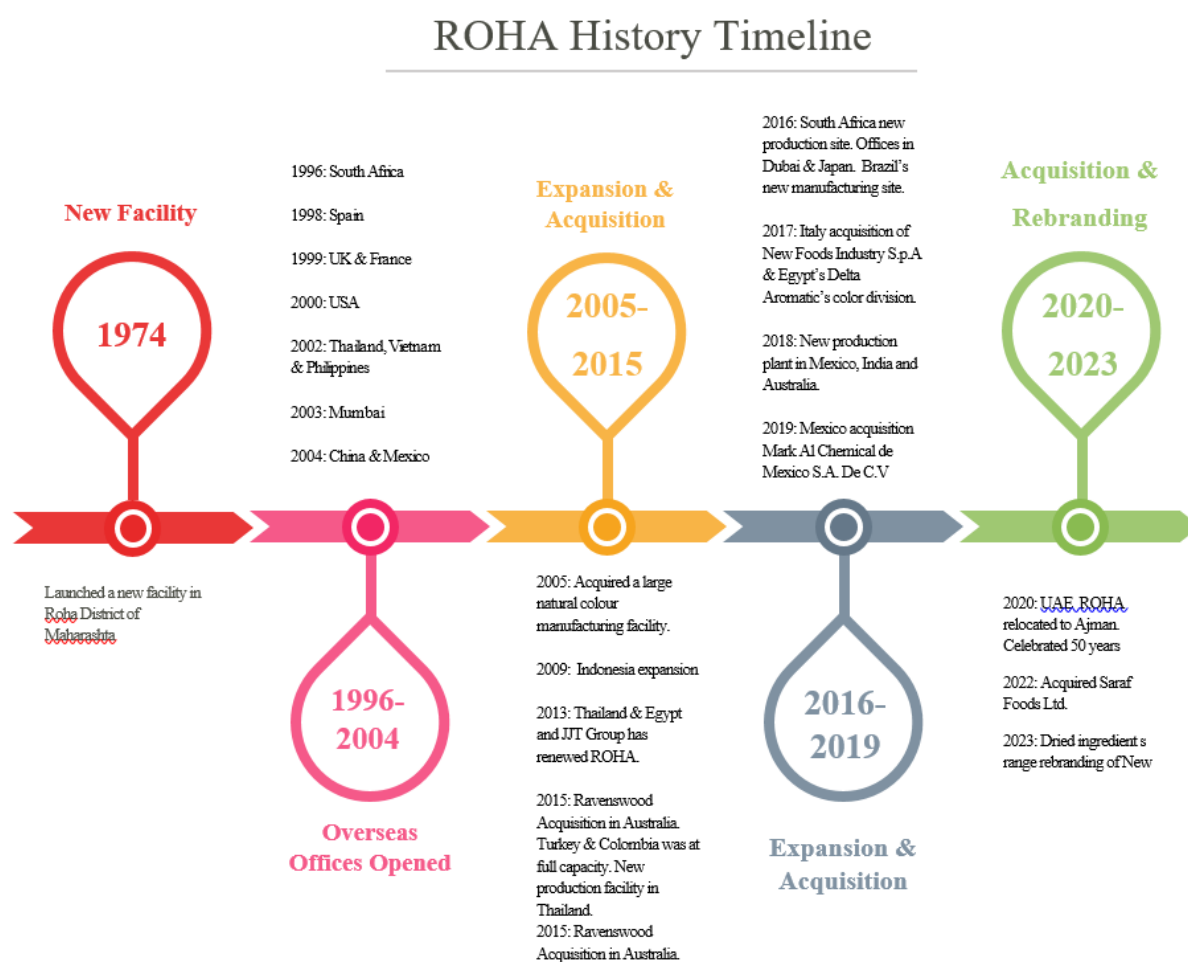 ROHA History Timeline
New Facility
1974
Launched a new facility in
Roha District of
Maharashta
1996: South Africa
1998: Spain
1999: UK & France
2000: USA
2002: Thailand, Vietnam
& Philippines
2003: Mumbai
2004: China & Mexico
1996-
2004
Overseas
Offices Opened
Expansion &
Acquisition
2005-
2015
2005: Acquired a large
natural colour
manufacturing facility.
2009: Indonesia expansion
2013: Thailand & Egypt
and JJT Group has
renewed ROHA.
2015: Ravenswood
Acquisition in Australia.
Turkey & Colombia was at
full capacity. New
production facility in
Thailand.
2015: Ravenswood
Acquisition in Australia.
2016: South Africa new
production site. Offices in
Dubai & Japan. Brazil's
new manufacturing site.
2017: Italy acquisition of
New Foods Industry S.p.A
& Egypt's Delta
Aromatic's color division.
2018: New production
plant in Mexico, India and
Australia.
2019: Mexico acquisition
Mark Al Chemical de
Mexico S.A. De C.V
2016-
2019
Expansion &
Acquisition
Acquisition &
Rebranding
2020-
2023
2020: UAE, ROHA
relocated to Ajman.
Celebrated 50 years
2022: Acquired Saraf
Foods Ltd.
2023: Dried ingredient s
range rebranding of New